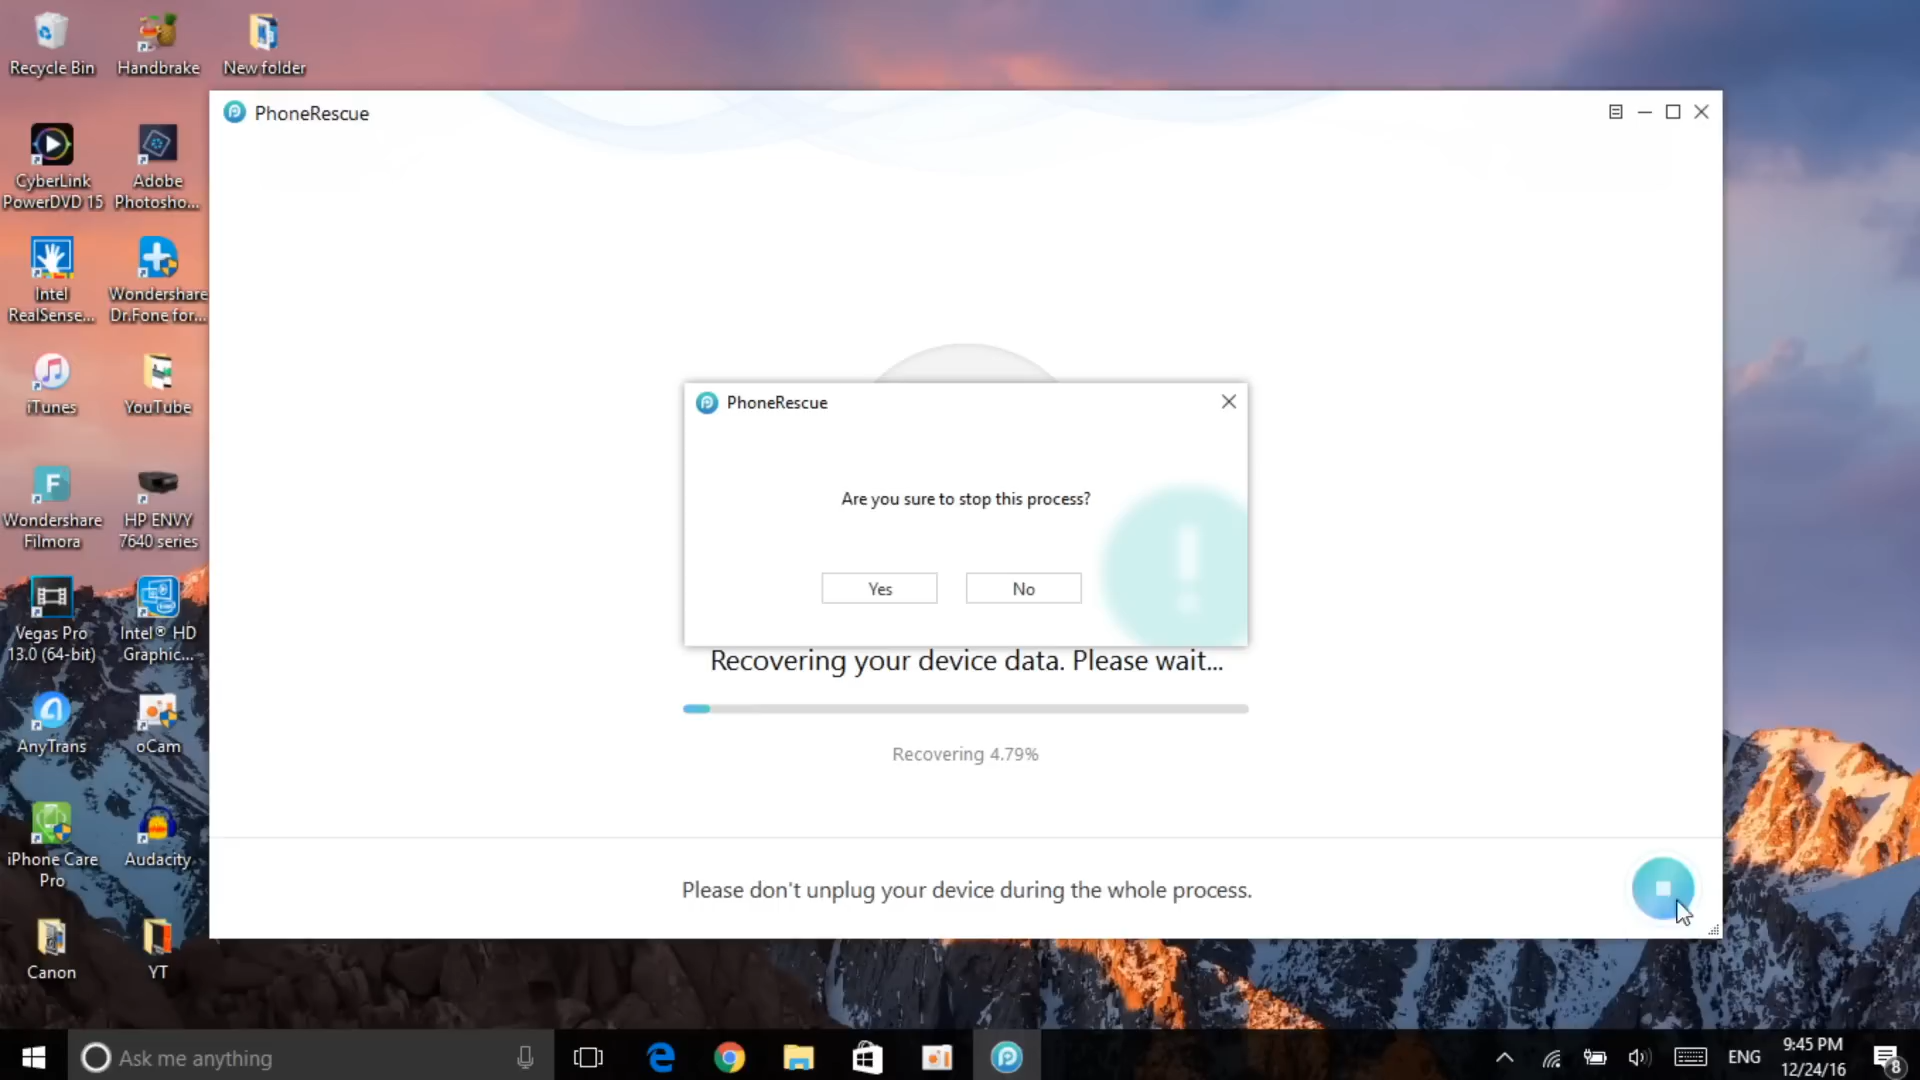 Recycle Bin
Handbrake
New folder
CyberLink
PowerDVD 15
Adobe
Photosho...
Intel
RealSense...
Wondershare
Dr.Fone for...
iTunes
YouTube
Wondershare
Filmora
HP ENVY
7640 series
Vegas Pro
13.0 (64-bit)
Intel® HD
Graphic...
AnyTrans
oCam
iPhone Care
Pro
Audacity
Canon
YT
PhoneRescue
PhoneRescue
Are you sure to stop this process?
Yes
No
Recovering your device data. Please wait...
Recovering 4.79%
Please don't unplug your device during the whole process.
Ask me anything
ENG
9:45 PM
12/24/16
8